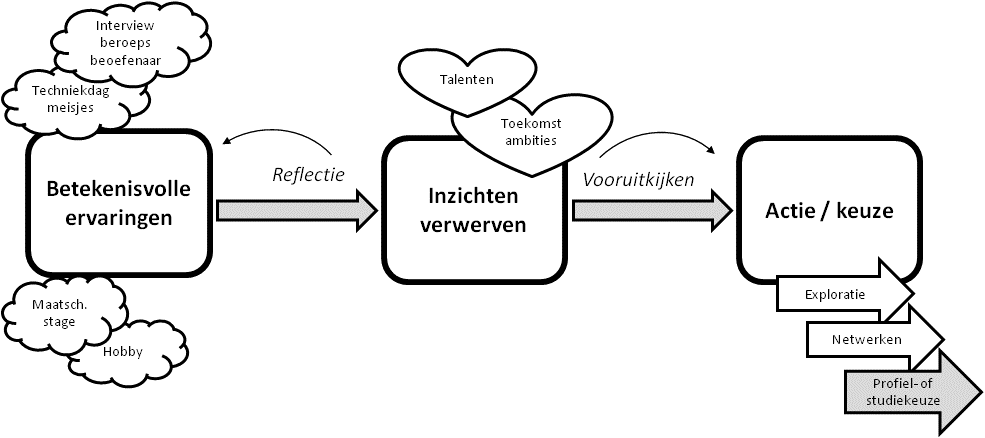 Interview
beroeps
beoefenaar
Techniekdag
meisjes
Betekenisvolle
ervaringen
Maatsch.
stage
Hobby
Reflectie
Talenten
Toekomst
ambities
Inzichten
verwerven
Vooruitkijken
Actie / keuze
Exploratie
Netwerken
Profiel-of
studiekeuze